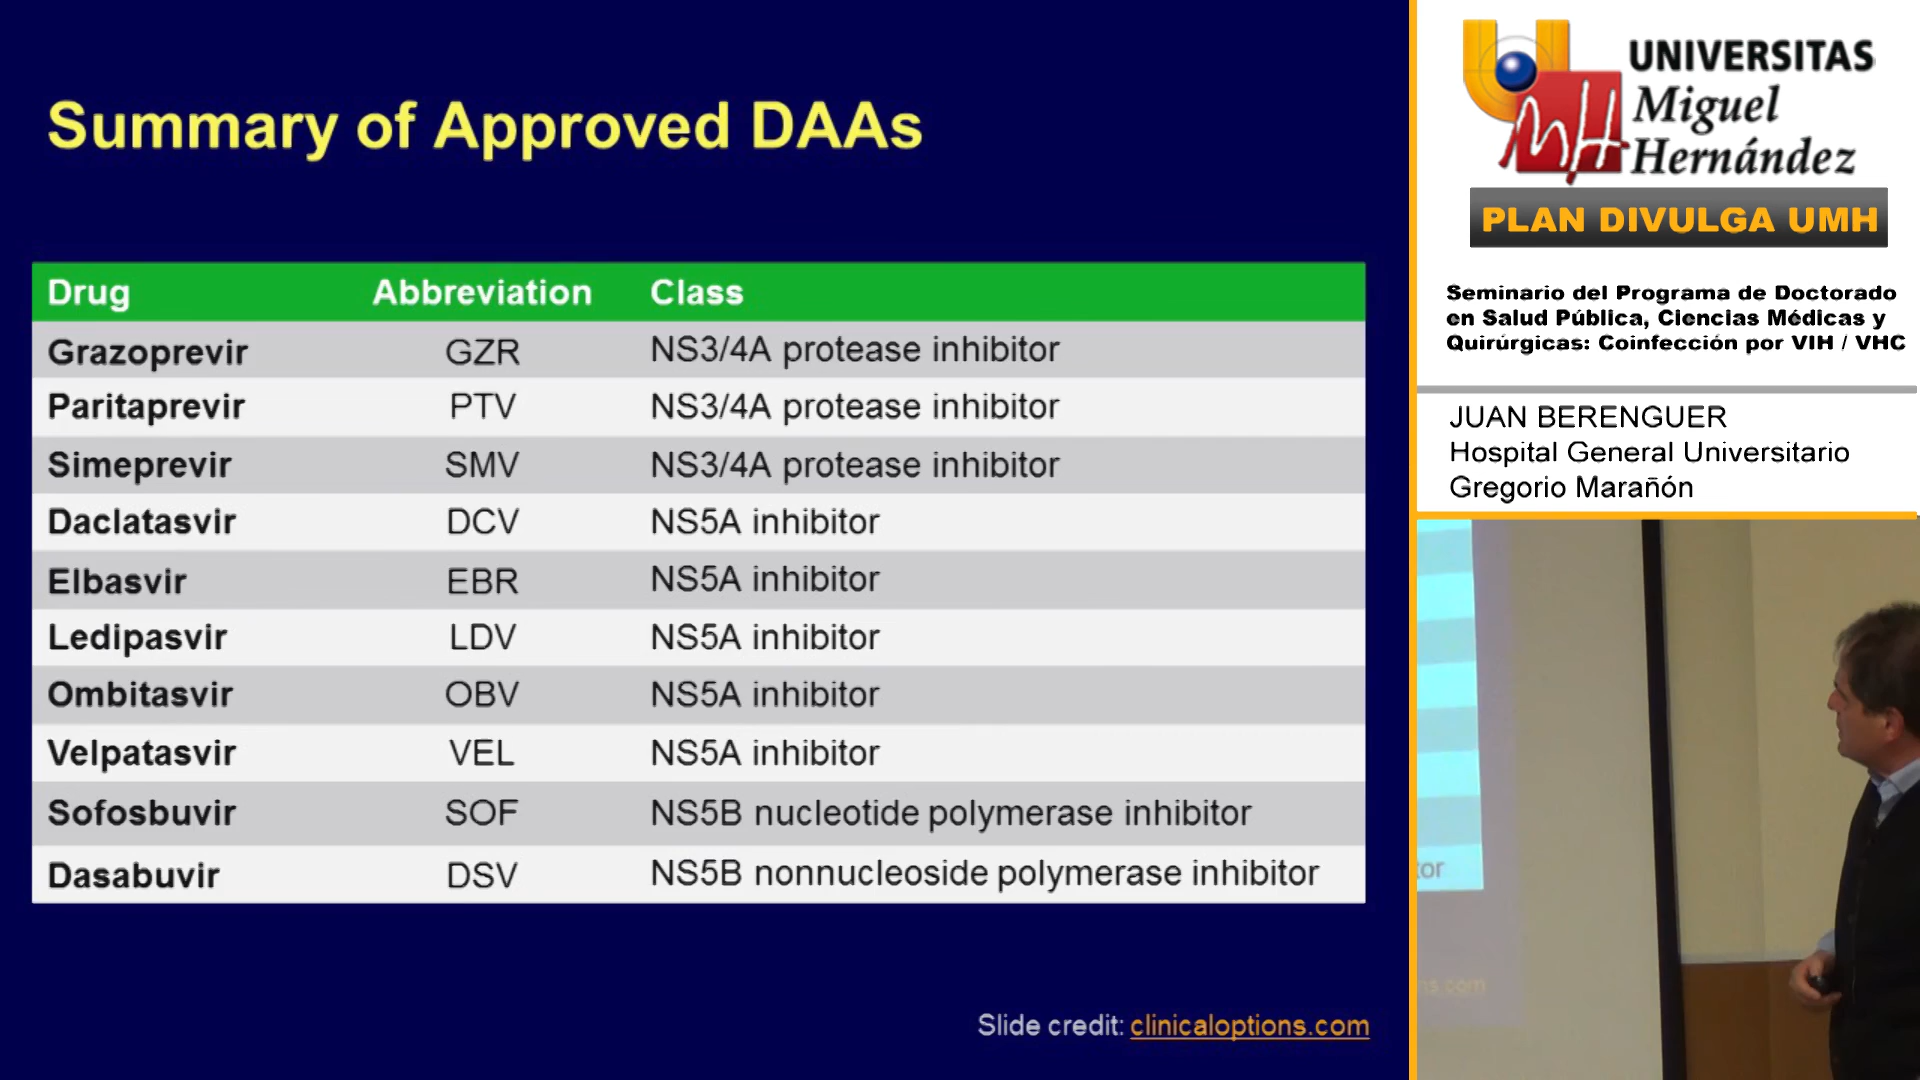 Summary of Approved DAAs
Drug Abbreviation Class
Grazoprevir GZR NS3/4A protease inhibitor
Paritaprevir PTV NS3/4A protease inhibitor
Simeprevir SMV NS3/4A protease inhibitor
Daclatasvir DCV NS5A inhibitor
Elbasvir EBR NS5A inhibitor
Ledipasvir LDV NS5A inhibitor
Ombitasvir OBV NS5A inhibitor
Velpatasvir VEL NS5A inhibitor
Sofosbuvir SOF NS5B nucleotide polymerase inhibitor
Dasabuvir DSV NS5B nonnucleoside polymerase inhibitor
Slide credit: clinicaloptions.com
UMH
UNIVERSITAS
Miguel
Hernández
PLAN DIVULGA UMH
Seminario del Programa de Doctorado
en Salud Pública, Ciencias Médicas y
Quirúrgicas: Coinfección por VIH / VHC
JUAN BERENGUER
Hospital General Universitario
Gregorio Marañón
tor
ns.com